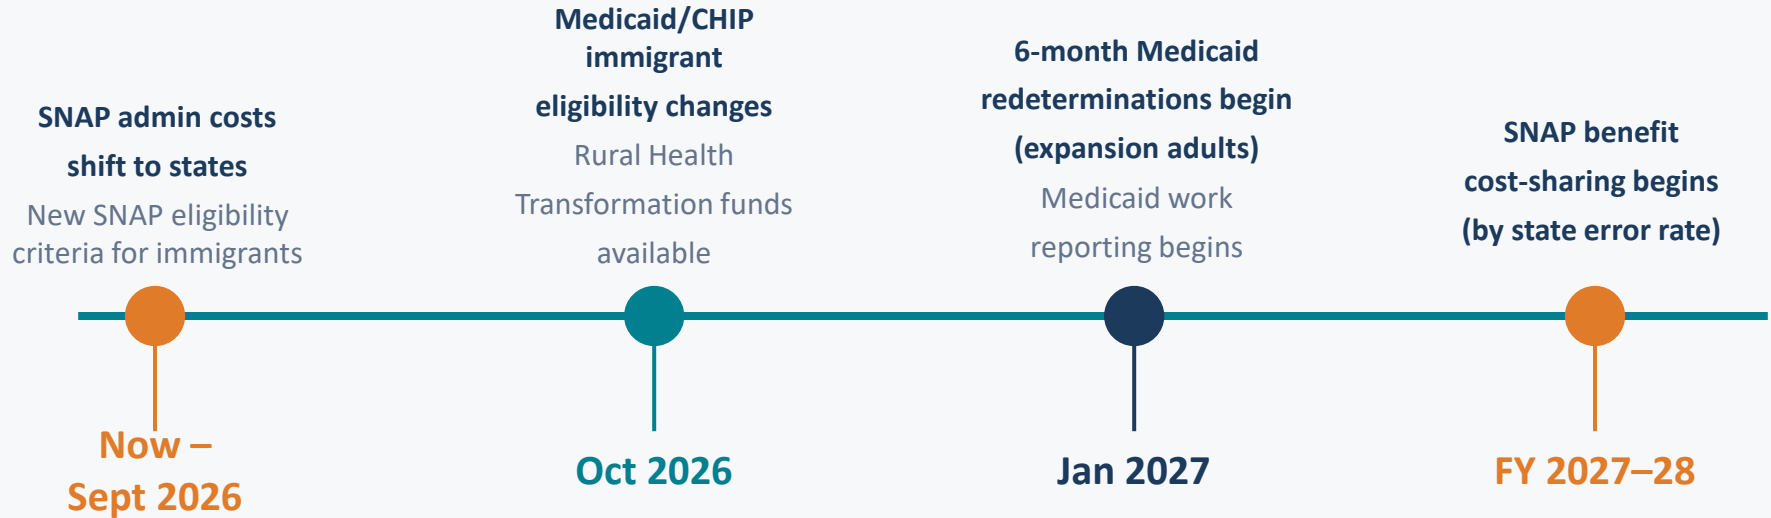 SNAP admin costs
shift to states
New SNAP eligibility
criteria for immigrants
Now –
Sept 2026
Medicaid/CHIP
immigrant
eligibility changes
Rural Health
Transformation funds
available
Oct 2026
6-month Medicaid
redeterminations begin
(expansion adults)
Medicaid work
reporting begins
Jan 2027
SNAP benefit
cost-sharing begins
(by state error rate)
FY 2027–28